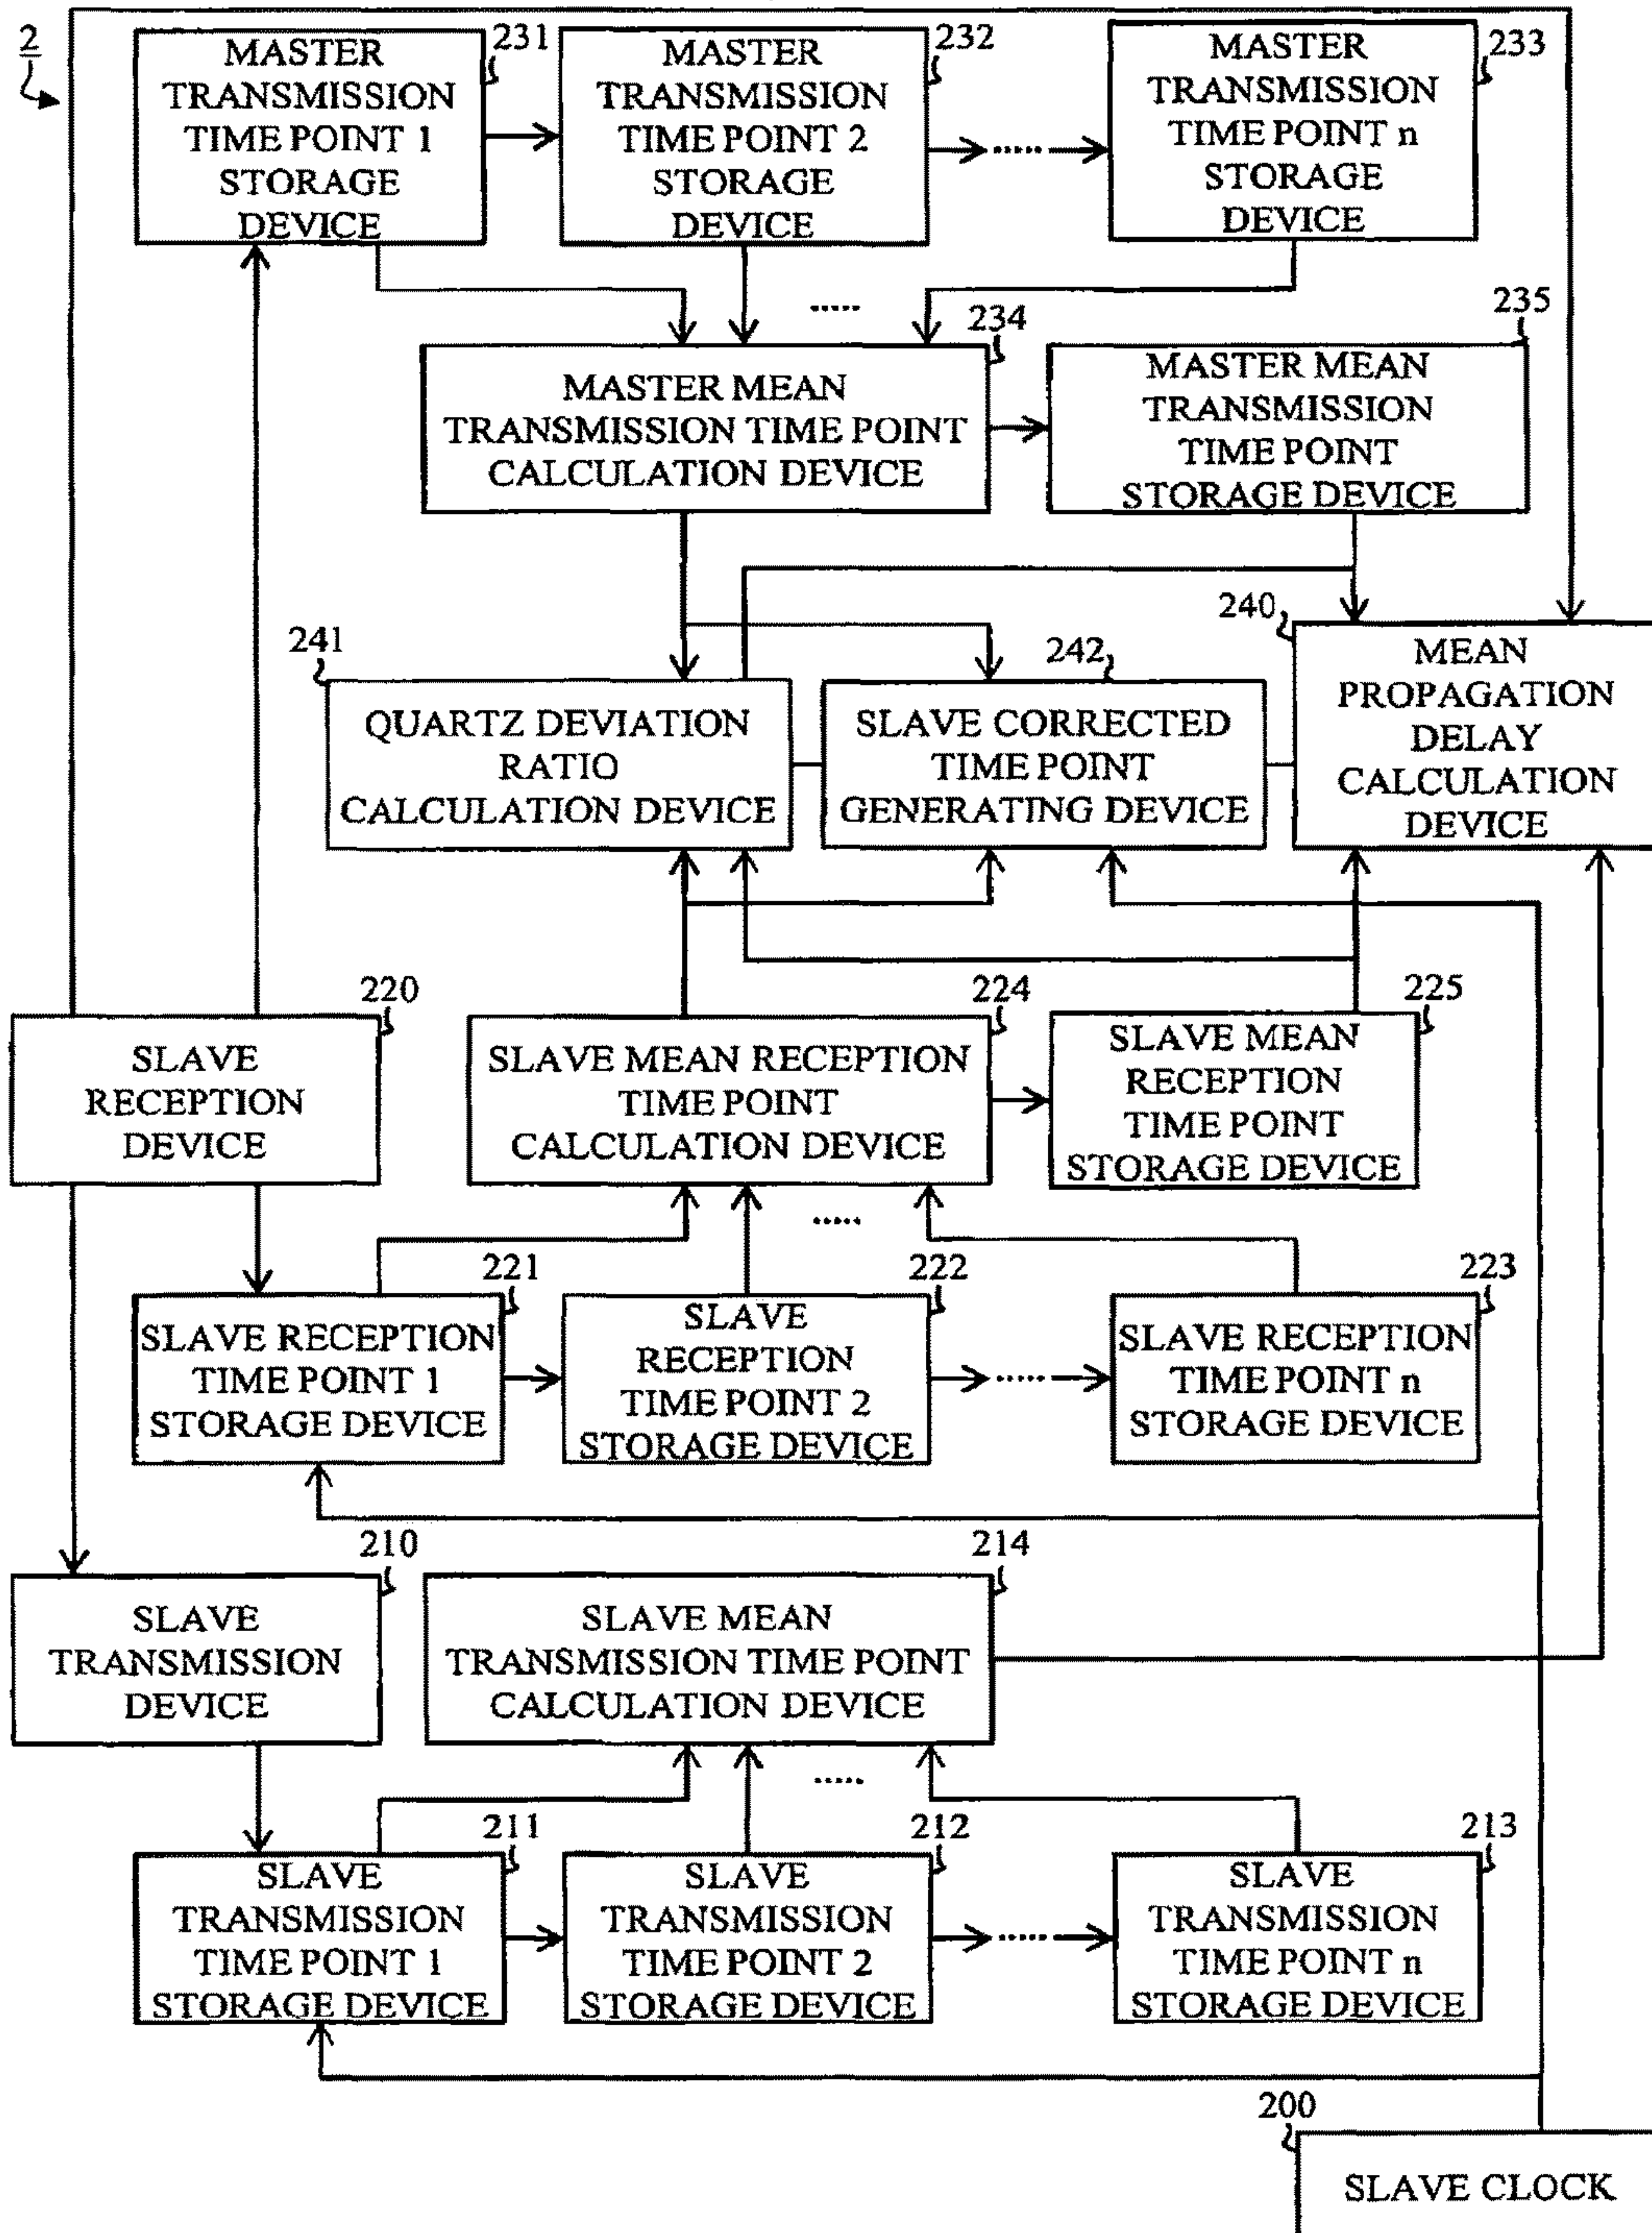 2
231
MASTER
TRANSMISSION
TIME POINT 1
STORAGE
DEVICE
232
MASTER
TRANSMISSION
TIME POINT 2
STORAGE
DEVICE
.....
233
MASTER
TRANSMISSION
TIME POINT n
STORAGE
DEVICE
.....
234
MASTER MEAN
TRANSMISSION TIME POINT
CALCULATION DEVICE
235
MASTER MEAN
TRANSMISSION
TIME POINT
STORAGE DEVICE
241
QUARTZ DEVIATION
RATIO
CALCULATION DEVICE
242
SLAVE CORRECTED
TIME POINT
GENERATING DEVICE
240
MEAN
PROPAGATION
DELAY
CALCULATION
DEVICE
220
SLAVE
RECEPTION
DEVICE
224
SLAVE MEAN RECEPTION
TIME POINT
CALCULATION DEVICE
225
SLAVE MEAN
RECEPTION
TIME POINT
STORAGE DEVICE
.....
221
SLAVE RECEPTION
TIME POINT 1
STORAGE DEVICE
222
SLAVE
RECEPTION
TIME POINT 2
STORAGE DEVICE
.....
223
SLAVE RECEPTION
TIME POINT n
STORAGE DEVICE
210
SLAVE
TRANSMISSION
DEVICE
214
SLAVE MEAN
TRANSMISSION TIME POINT
CALCULATION DEVICE
.....
211
SLAVE
TRANSMISSION
TIME POINT 1
STORAGE DEVICE
212
SLAVE
TRANSMISSION
TIME POINT 2
STORAGE DEVICE
.....
213
SLAVE
TRANSMISSION
TIME POINT n
STORAGE DEVICE
200
SLAVE CLOCK